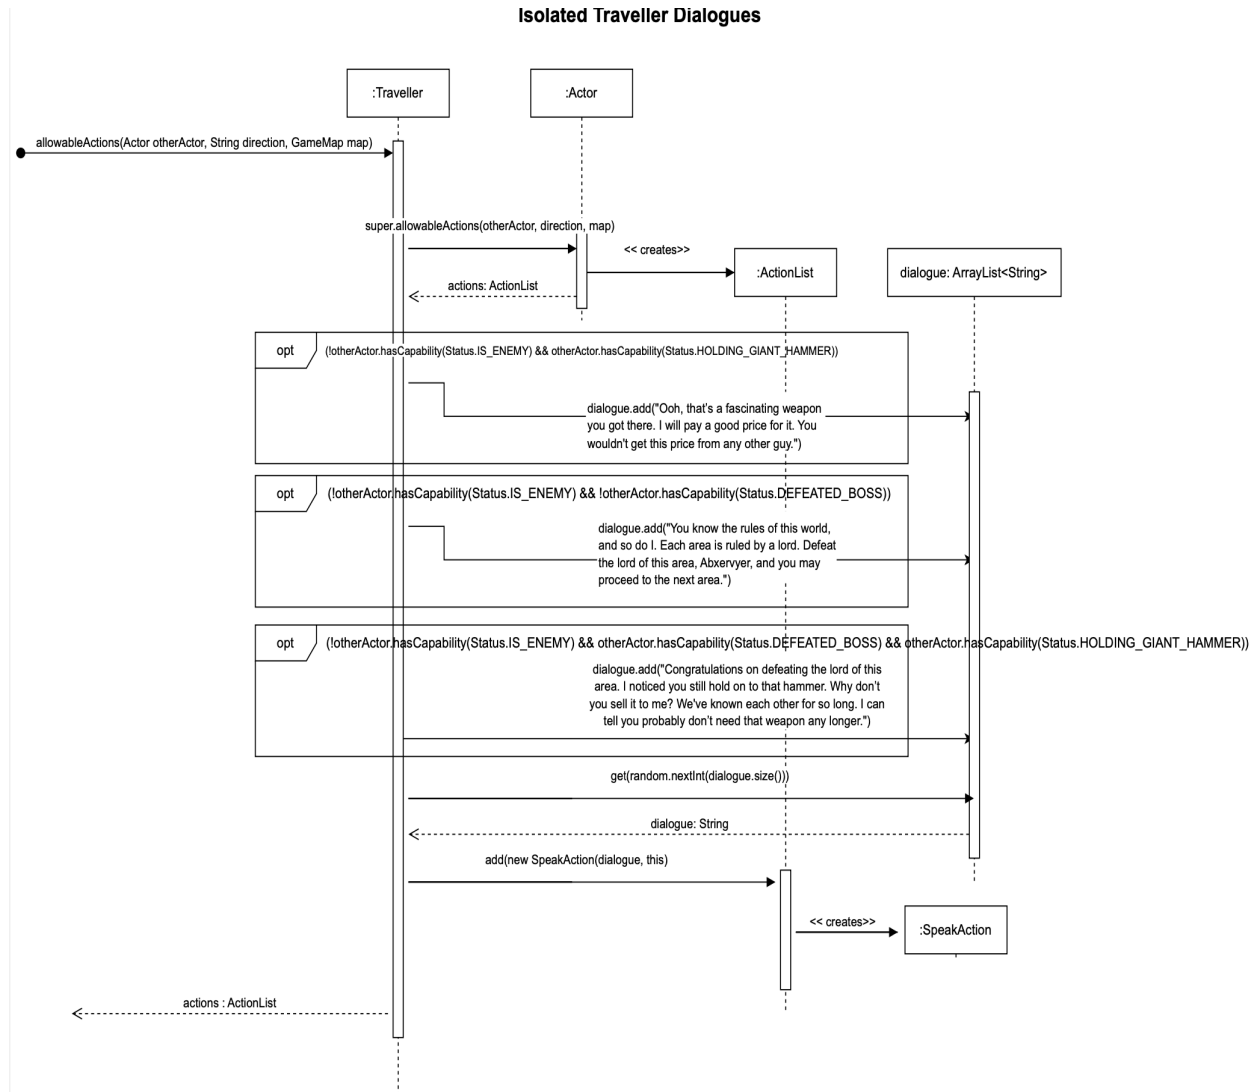 Isolated Traveller Dialogues
:Traveller
:Actor
allowableActions(Actor otherActor, String direction, GameMap map)
super.allowableActions(otherActor, direction, map)
<< creates>>
:ActionList
dialogue: ArrayList<String>
actions: ActionList
opt
(!otherActor.hasCapability(Status.IS_ENEMY) && otherActor.hasCapability(Status.HOLDING_GIANT_HAMMER))
dialogue.add("Ooh, that's a fascinating weapon
you got there. I will pay a good price for it. You
wouldn't get this price from any other guy.")
opt
(!otherActor.hasCapability(Status.IS_ENEMY) && !otherActor.hasCapability(Status.DEFEATED_BOSS))
dialogue.add("You know the rules of this world,
and so do I. Each area is ruled by a lord. Defeat
the lord of this area, Abxervyer, and you may
proceed to the next area.")
opt
(!otherActor.hasCapability(Status.IS_ENEMY) && otherActor.hasCapability(Status.DEFEATED_BOSS) && otherActor.hasCapability(Status.HOLDING_GIANT_HAMMER))
dialogue.add("Congratulations on defeating the lord of this
area. I noticed you still hold on to that hammer. Why don't
you sell it to me? We've known each other for so long. I can
tell you probably don't need that weapon any longer.")
get(random.nextInt(dialogue.size()))
dialogue: String
add(new SpeakAction(dialogue, this)
<< creates>>
:SpeakAction
actions : ActionList